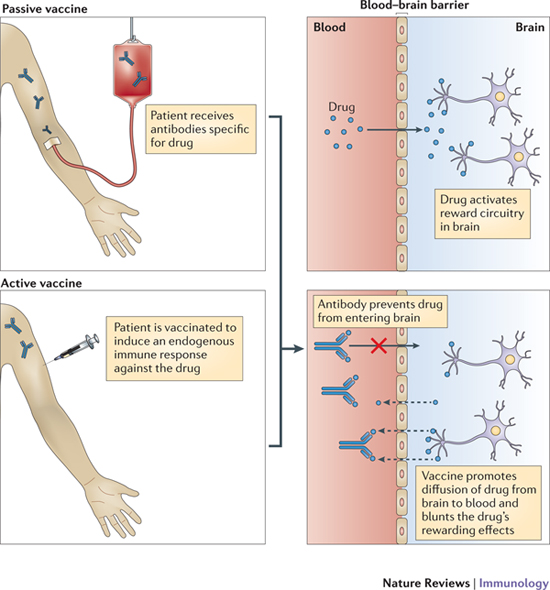 Passive vaccine
Patient receives
antibodies specific
for drug
Blood–brain barrier
Blood
Brain
Drug
Drug activates
reward circuitry
in brain
Active vaccine
Patient is vaccinated to
induce an endogenous
immune response
against the drug
Antibody prevents drug
from entering brain
Vaccine promotes
diffusion of drug from
brain to blood and
blunts the drug's
rewarding effects
Nature Reviews | Immunology